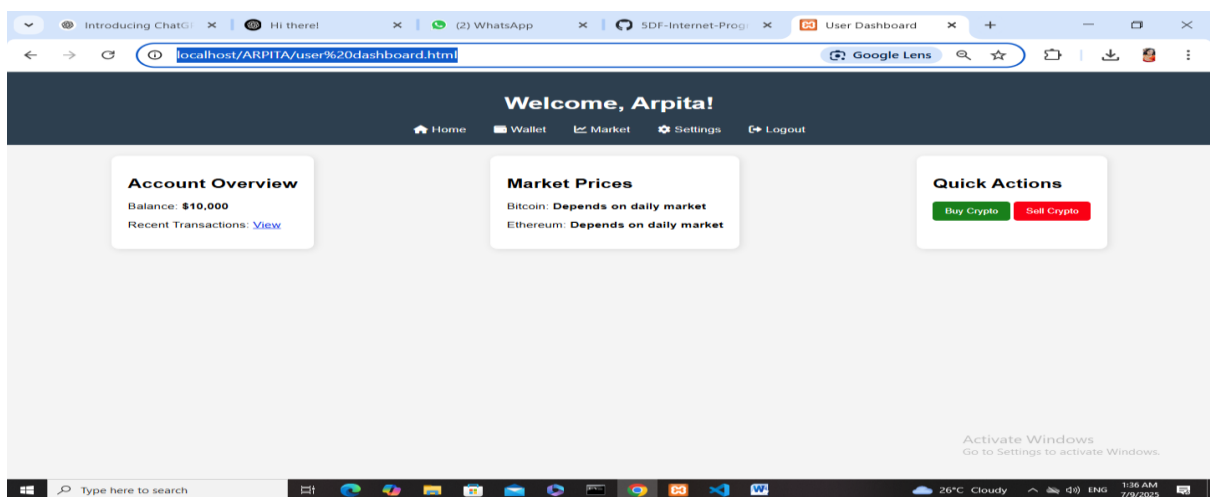 Introducing ChatG
Hi there!
(2) WhatsApp
5DF-Internet-Prog
User Dashboard
localhost/ARPITA/user%20dashboard.html
Google Lens
Welcome, Arpita!
Home Wallet Market Settings Logout
Account Overview
Balance: $10,000
Recent Transactions: View
Market Prices
Bitcoin: Depends on daily market
Ethereum: Depends on daily market
Quick Actions
Buy Crypto Sell Crypto
Activate Windows
Go to Settings to activate Windows.
Type here to search
26°C Cloudy
ENG
1:36 AM
7/9/2025